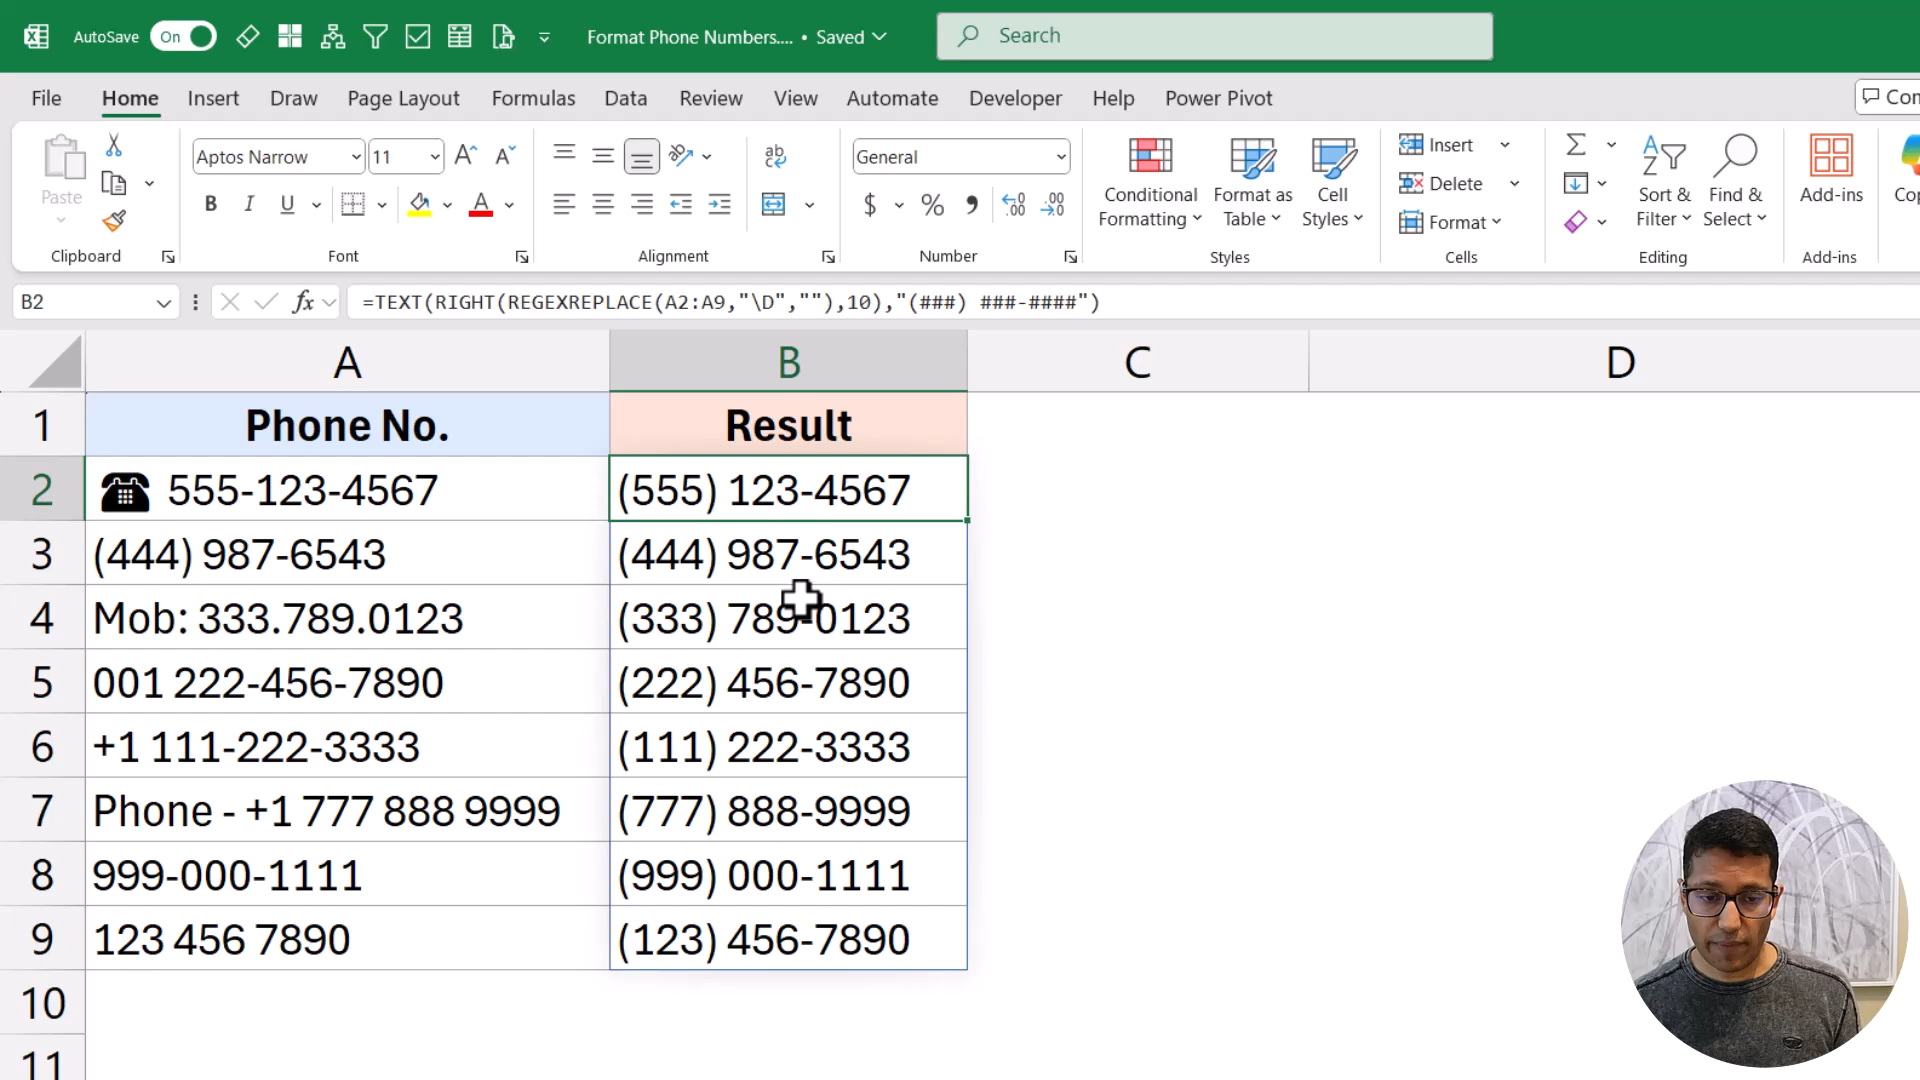 AutoSave On Format Phone Numbers.... • Saved Search
File Home Insert Draw Page Layout Formulas Data Review View Automate Developer Help Power Pivot
Paste
Clipboard
Aptos Narrow 11
B I U A
Font
ab
Alignment
General
$ % 9 .00 .00
Number
Conditional Formatting
Format as Table
Cell Styles
Styles
Insert
Delete
Format
Cells
Sort & Filter
Find & Select
Editing
Add-ins
Add-ins
B2 fx =TEXT(RIGHT(REGEXREPLACE(A2:A9,"\D",""),10),"(###) ###-####")
A B C D
1 Phone No. Result
2 555-123-4567 (555) 123-4567
3 (444) 987-6543 (444) 987-6543
4 Mob: 333.789.0123 (333) 789-0123
5 001 222-456-7890 (222) 456-7890
6 +1 111-222-3333 (111) 222-3333
7 Phone - +1 777 888 9999 (777) 888-9999
8 999-000-1111 (999) 000-1111
9 123 456 7890 (123) 456-7890
10
11